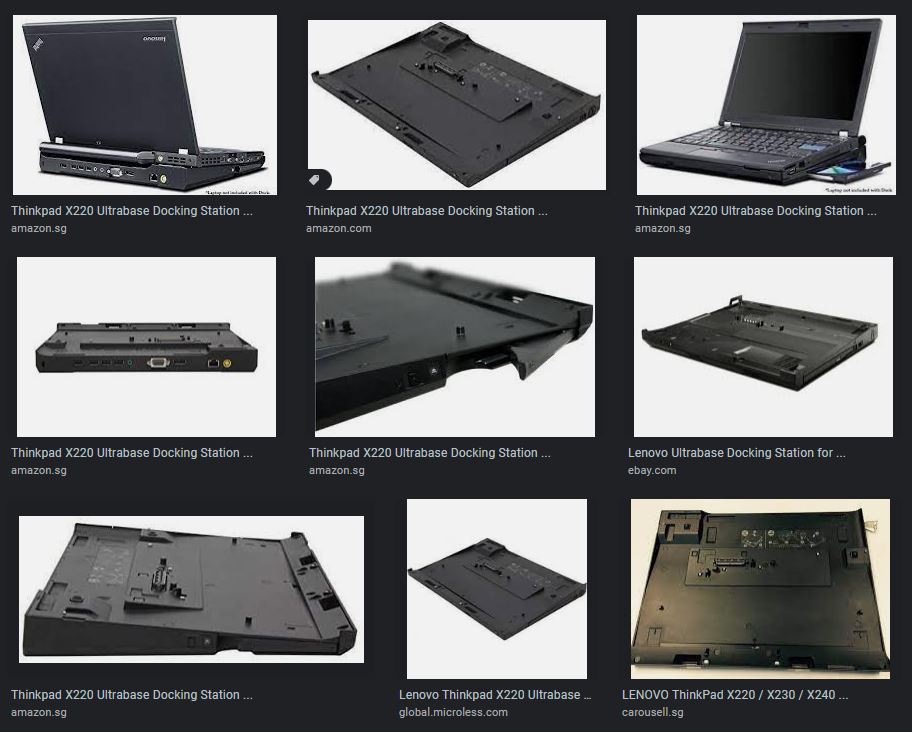 lenovo
*Laptop not included with Dock.
*Laptop not included with Dock.
Thinkpad X220 Ultrabase Docking Station ...
amazon.sg
Thinkpad X220 Ultrabase Docking Station ...
amazon.com
Thinkpad X220 Ultrabase Docking Station ...
amazon.sg
Thinkpad X220 Ultrabase Docking Station ...
amazon.sg
Thinkpad X220 Ultrabase Docking Station ...
amazon.sg
Lenovo Ultrabase Docking Station for ...
ebay.com
Thinkpad X220 Ultrabase Docking Station ...
amazon.sg
Lenovo Thinkpad X220 Ultrabase ...
global.microless.com
LENOVO ThinkPad X220 / X230 / X240 ...
carousell.sg